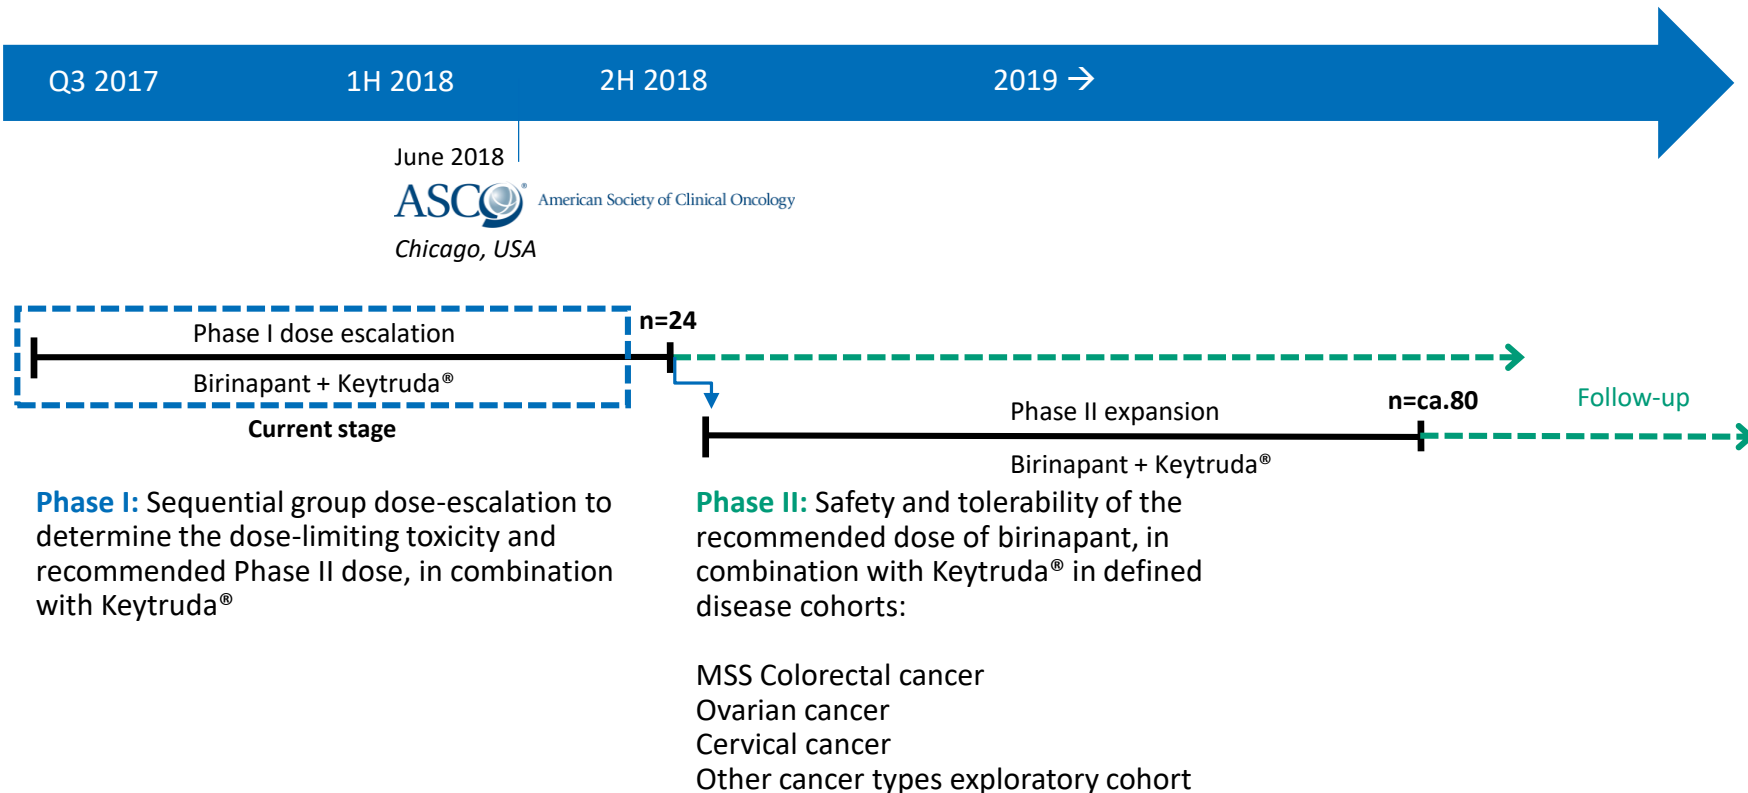 Q3 2017
1H 2018
2H 2018
2019 →
June 2018
ASCO® American Society of Clinical Oncology
Chicago, USA
Phase I dose escalation
n=24
Birinapant + Keytruda®
Current stage
Phase II expansion
n=ca.80
Follow-up
Birinapant + Keytruda®
Phase I: Sequential group dose-escalation to
determine the dose-limiting toxicity and
recommended Phase II dose, in combination
with Keytruda®
Phase II: Safety and tolerability of the
recommended dose of birinapant, in
combination with Keytruda® in defined
disease cohorts:
MSS Colorectal cancer
Ovarian cancer
Cervical cancer
Other cancer types exploratory cohort